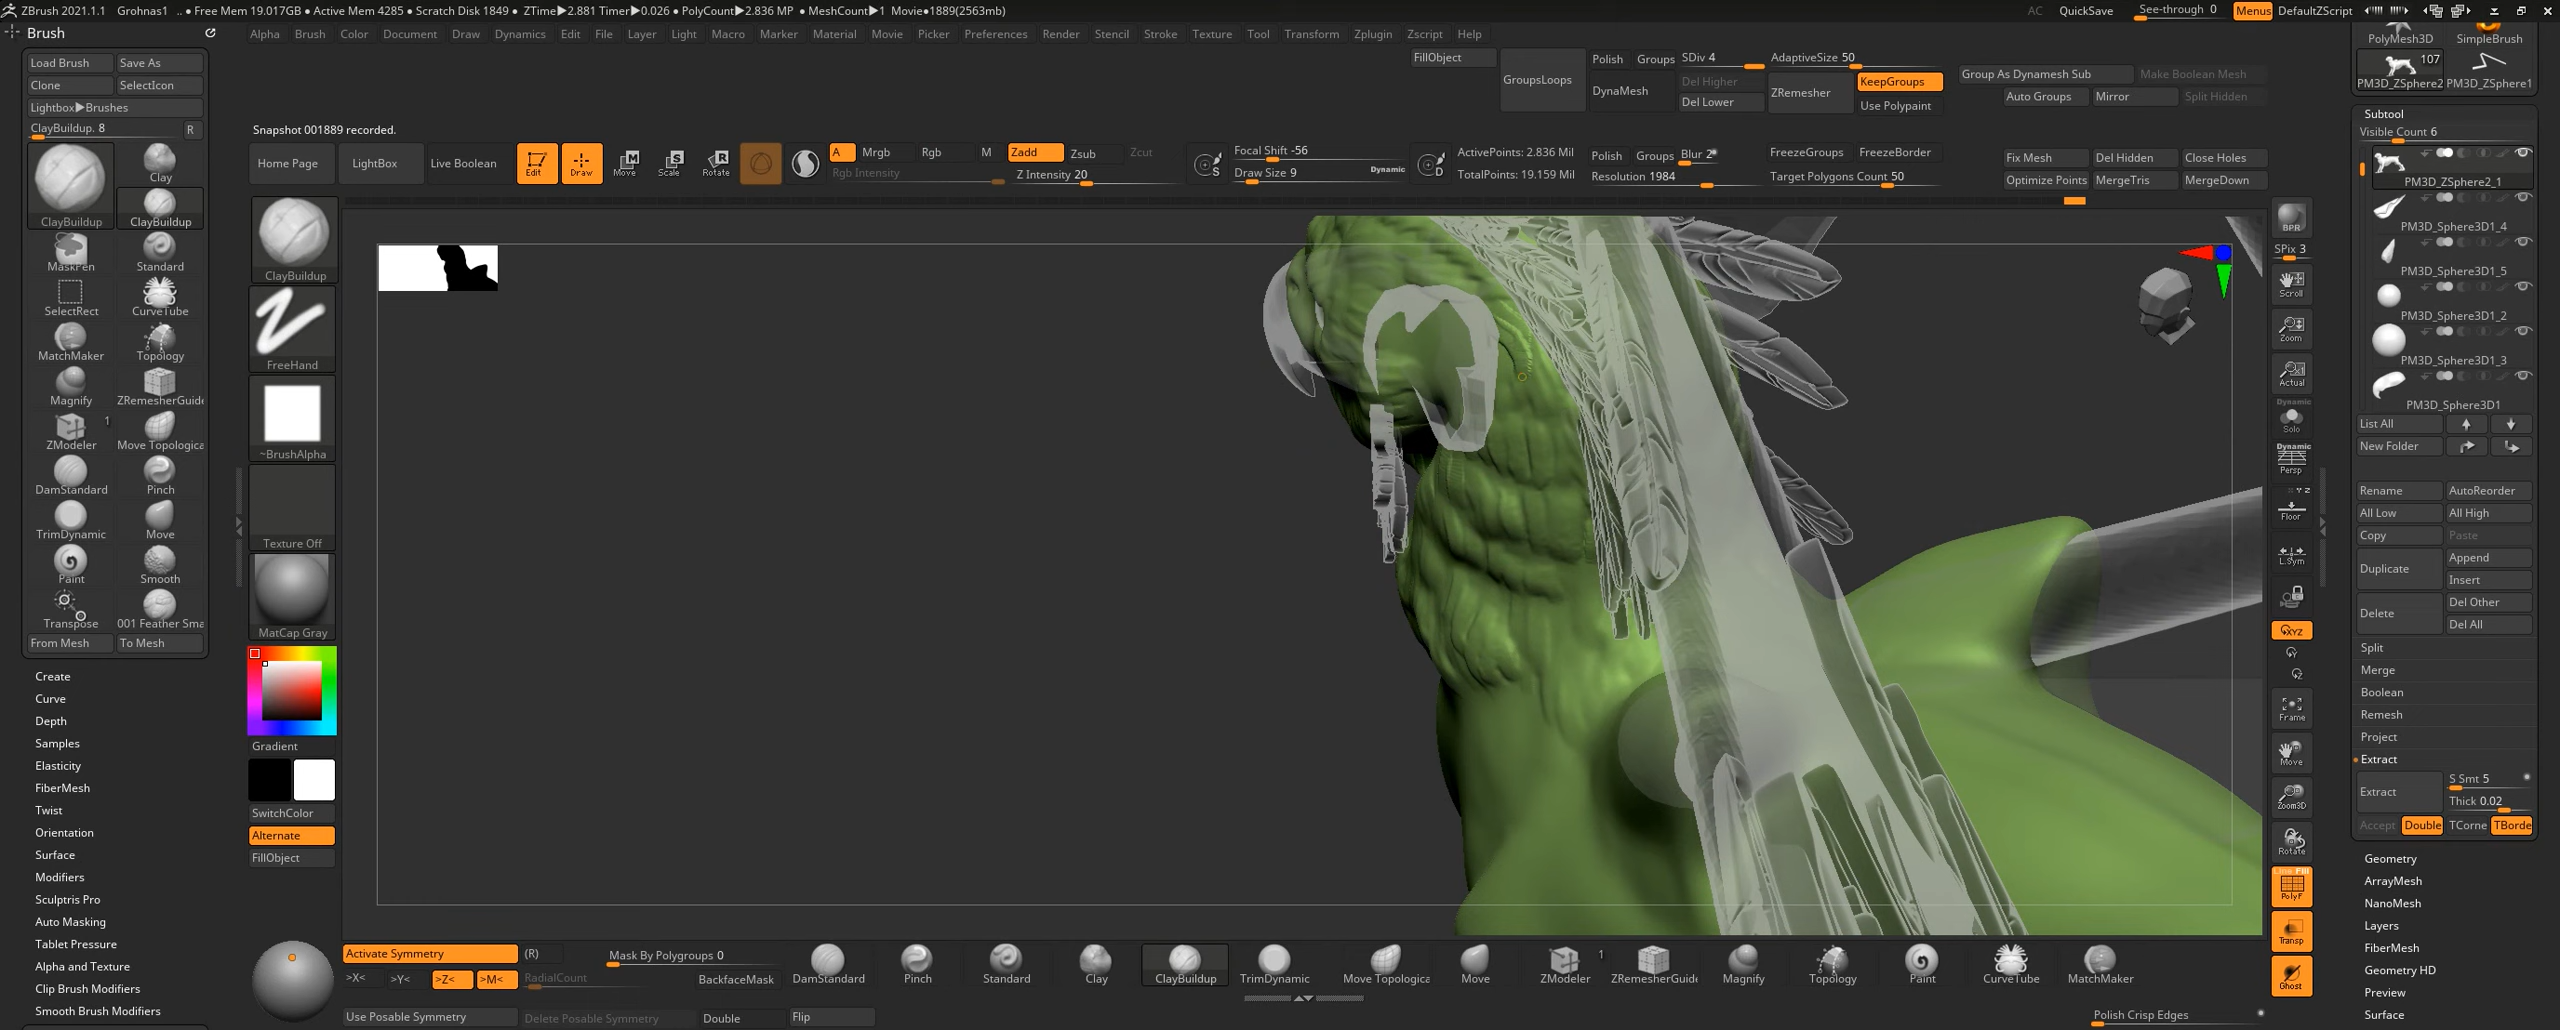 ZBrush 2021.1.1 Grohnas1 .. • Free Mem 19.017GB • Active Mem 4285 • Scratch Disk 1849 • ZTime▶2.881 Timer▶0.026 • PolyCount▶2.836 MP • MeshCount▶1 Movie●1889(2563mb) AC QuickSave See-through 0 Menus DefaultZScript
Brush
Alpha Brush Color Document Draw Dynamics Edit File Layer Light Macro Marker Material Movie Picker Preferences Render Stencil Stroke Texture Tool Transform Zplugin Zscript Help
Load Brush Save As
Clone SelectIcon
Lightbox▶Brushes
ClayBuildup. 8 R
ClayBuildup
Clay
ClayBuildup
MaskPen Standard
SelectRect CurveTube
MatchMaker Topology
Magnify ZRemesherGuide
ZModeler 1 Move Topologica
DamStandard Pinch
TrimDynamic Move
Paint Smooth
Transpose 001 Feather Sma
From Mesh To Mesh
Create
Curve
Depth
Samples
Elasticity
FiberMesh
Twist
Orientation
Surface
Modifiers
Sculptris Pro
Auto Masking
Tablet Pressure
Alpha and Texture
Clip Brush Modifiers
Smooth Brush Modifiers
FillObject
GroupsLoops
Polish Groups
DynaMesh
SDiv 4
Del Higher
Del Lower
AdaptiveSize 50
ZRemesher
KeepGroups
Use Polypaint
Group As Dynamesh Sub Make Boolean Mesh
Auto Groups Mirror Split Hidden
Snapshot 001889 recorded.
Home Page LightBox Live Boolean
Edit Draw Move Scale Rotate
A Mrgb Rgb M Zadd Zsub Zcut
Rgb Intensity Z Intensity 20
Focal Shift -56
Draw Size 9 Dynamic
S
D
ActivePoints: 2.836 Mil
TotalPoints: 19.159 Mil
Polish Groups Blur 2
Resolution 1984
FreezeGroups FreezeBorder
Target Polygons Count 50
Fix Mesh Del Hidden Close Holes
Optimize Points MergeTris MergeDown
ClayBuildup
FreeHand
~BrushAlpha
Texture Off
MatCap Gray
Gradient
SwitchColor
Alternate
FillObject
BPR
SPix 3
Scroll
Zoom
Actual
Dynamic
Solo
Dynamic
Persp
Floor
L.Sym
XYZ
Frame
Move
Zoom3D
Rotate
Line Fill
PolyF
Transp
Ghost
PolyMesh3D SimpleBrush
107
PM3D_ZSphere2 PM3D_ZSphere1
Subtool
Visible Count 6
PM3D_ZSphere2_1
PM3D_Sphere3D1_4
PM3D_Sphere3D1_5
PM3D_Sphere3D1_2
PM3D_Sphere3D1_3
PM3D_Sphere3D1
List All
New Folder
Rename AutoReorder
All Low All High
Copy Paste
Duplicate Append
Insert
Delete Del Other
Del All
Split
Merge
Boolean
Remesh
Project
Extract
Extract S Smt 5
Thick 0.02
Accept Double TCorne TBorde
Geometry
ArrayMesh
NanoMesh
Layers
FiberMesh
Geometry HD
Preview
Surface
Activate Symmetry (R)
>X< >Y< >Z< >M< RadialCount
Use Posable Symmetry Delete Posable Symmetry
Mask By Polygroups 0
BackfaceMask
Double Flip
DamStandard Pinch Standard Clay ClayBuildup TrimDynamic Move Topologica Move ZModeler 1 ZRemesherGuide Magnify Topology Paint CurveTube MatchMaker
Polish Crisp Edges